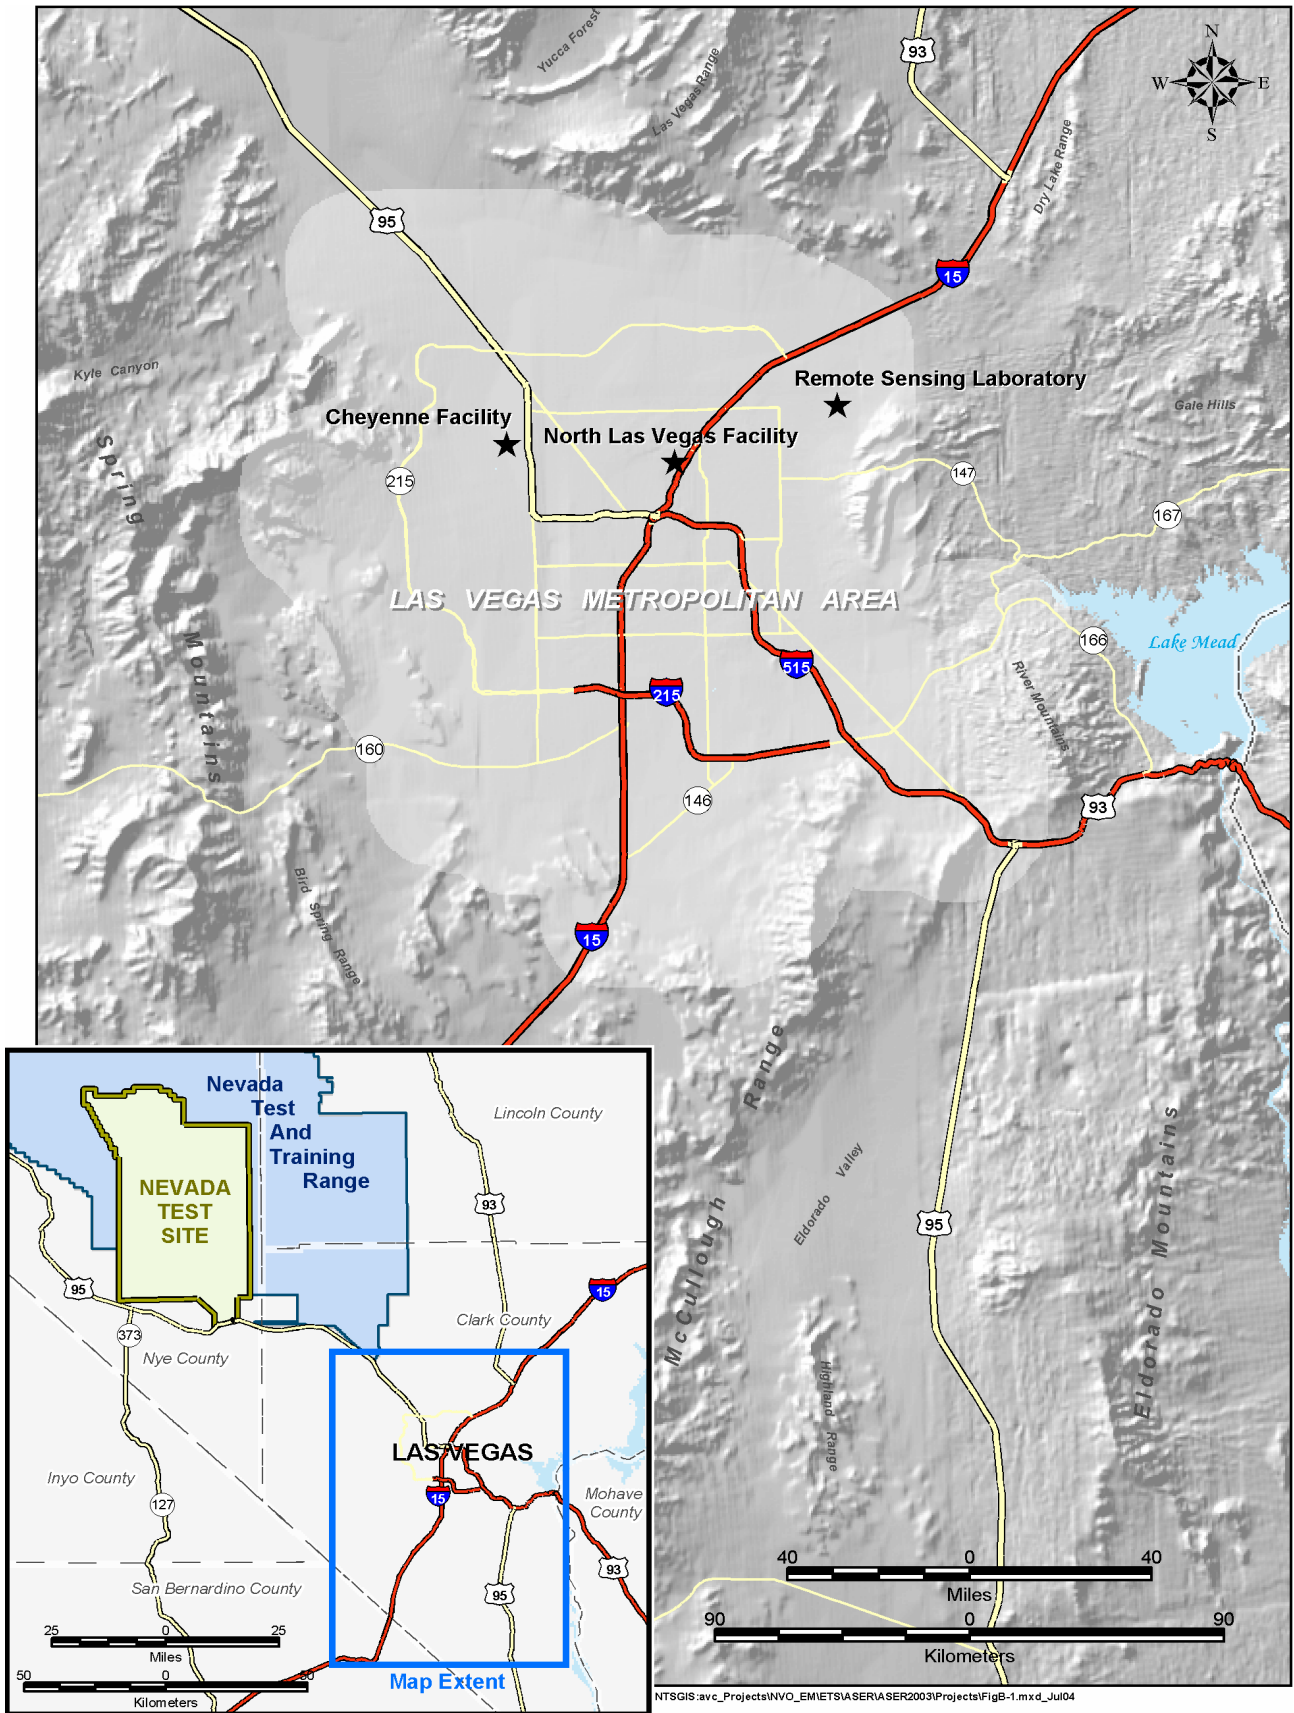 Yucca Forest
Las Vegas Range
93
N
W
E
S
Dry Lake Range
95
15
Kyle Canyon
Remote Sensing Laboratory
Gale Hills
Cheyenne Facility
North Las Vegas Facility
Spring Mountains
215
147
167
LAS VEGAS METROPOLITAN AREA
166
Lake Mead
515
215
River Mountains
160
146
93
Bird Spring Range
15
McCullough Range
Eldorado Valley
95
Eldorado Mountains
Highland Range
40 0 40
Miles
90 0 90
Kilometers
Nevada
Test
And
Training
Range
Lincoln County
NEVADA
TEST
SITE
93
95
15
373
Clark County
Nye County
LAS VEGAS
Inyo County
15
127
Mohave
County
93
95
San Bernardino County
25 0 25
Miles
50 0 50
Kilometers
Map Extent
NTSGIS:avc_Projects\NVO_EM\ETS\ASER\ASER2003\Projects\FigB-1.mxd_Jul04